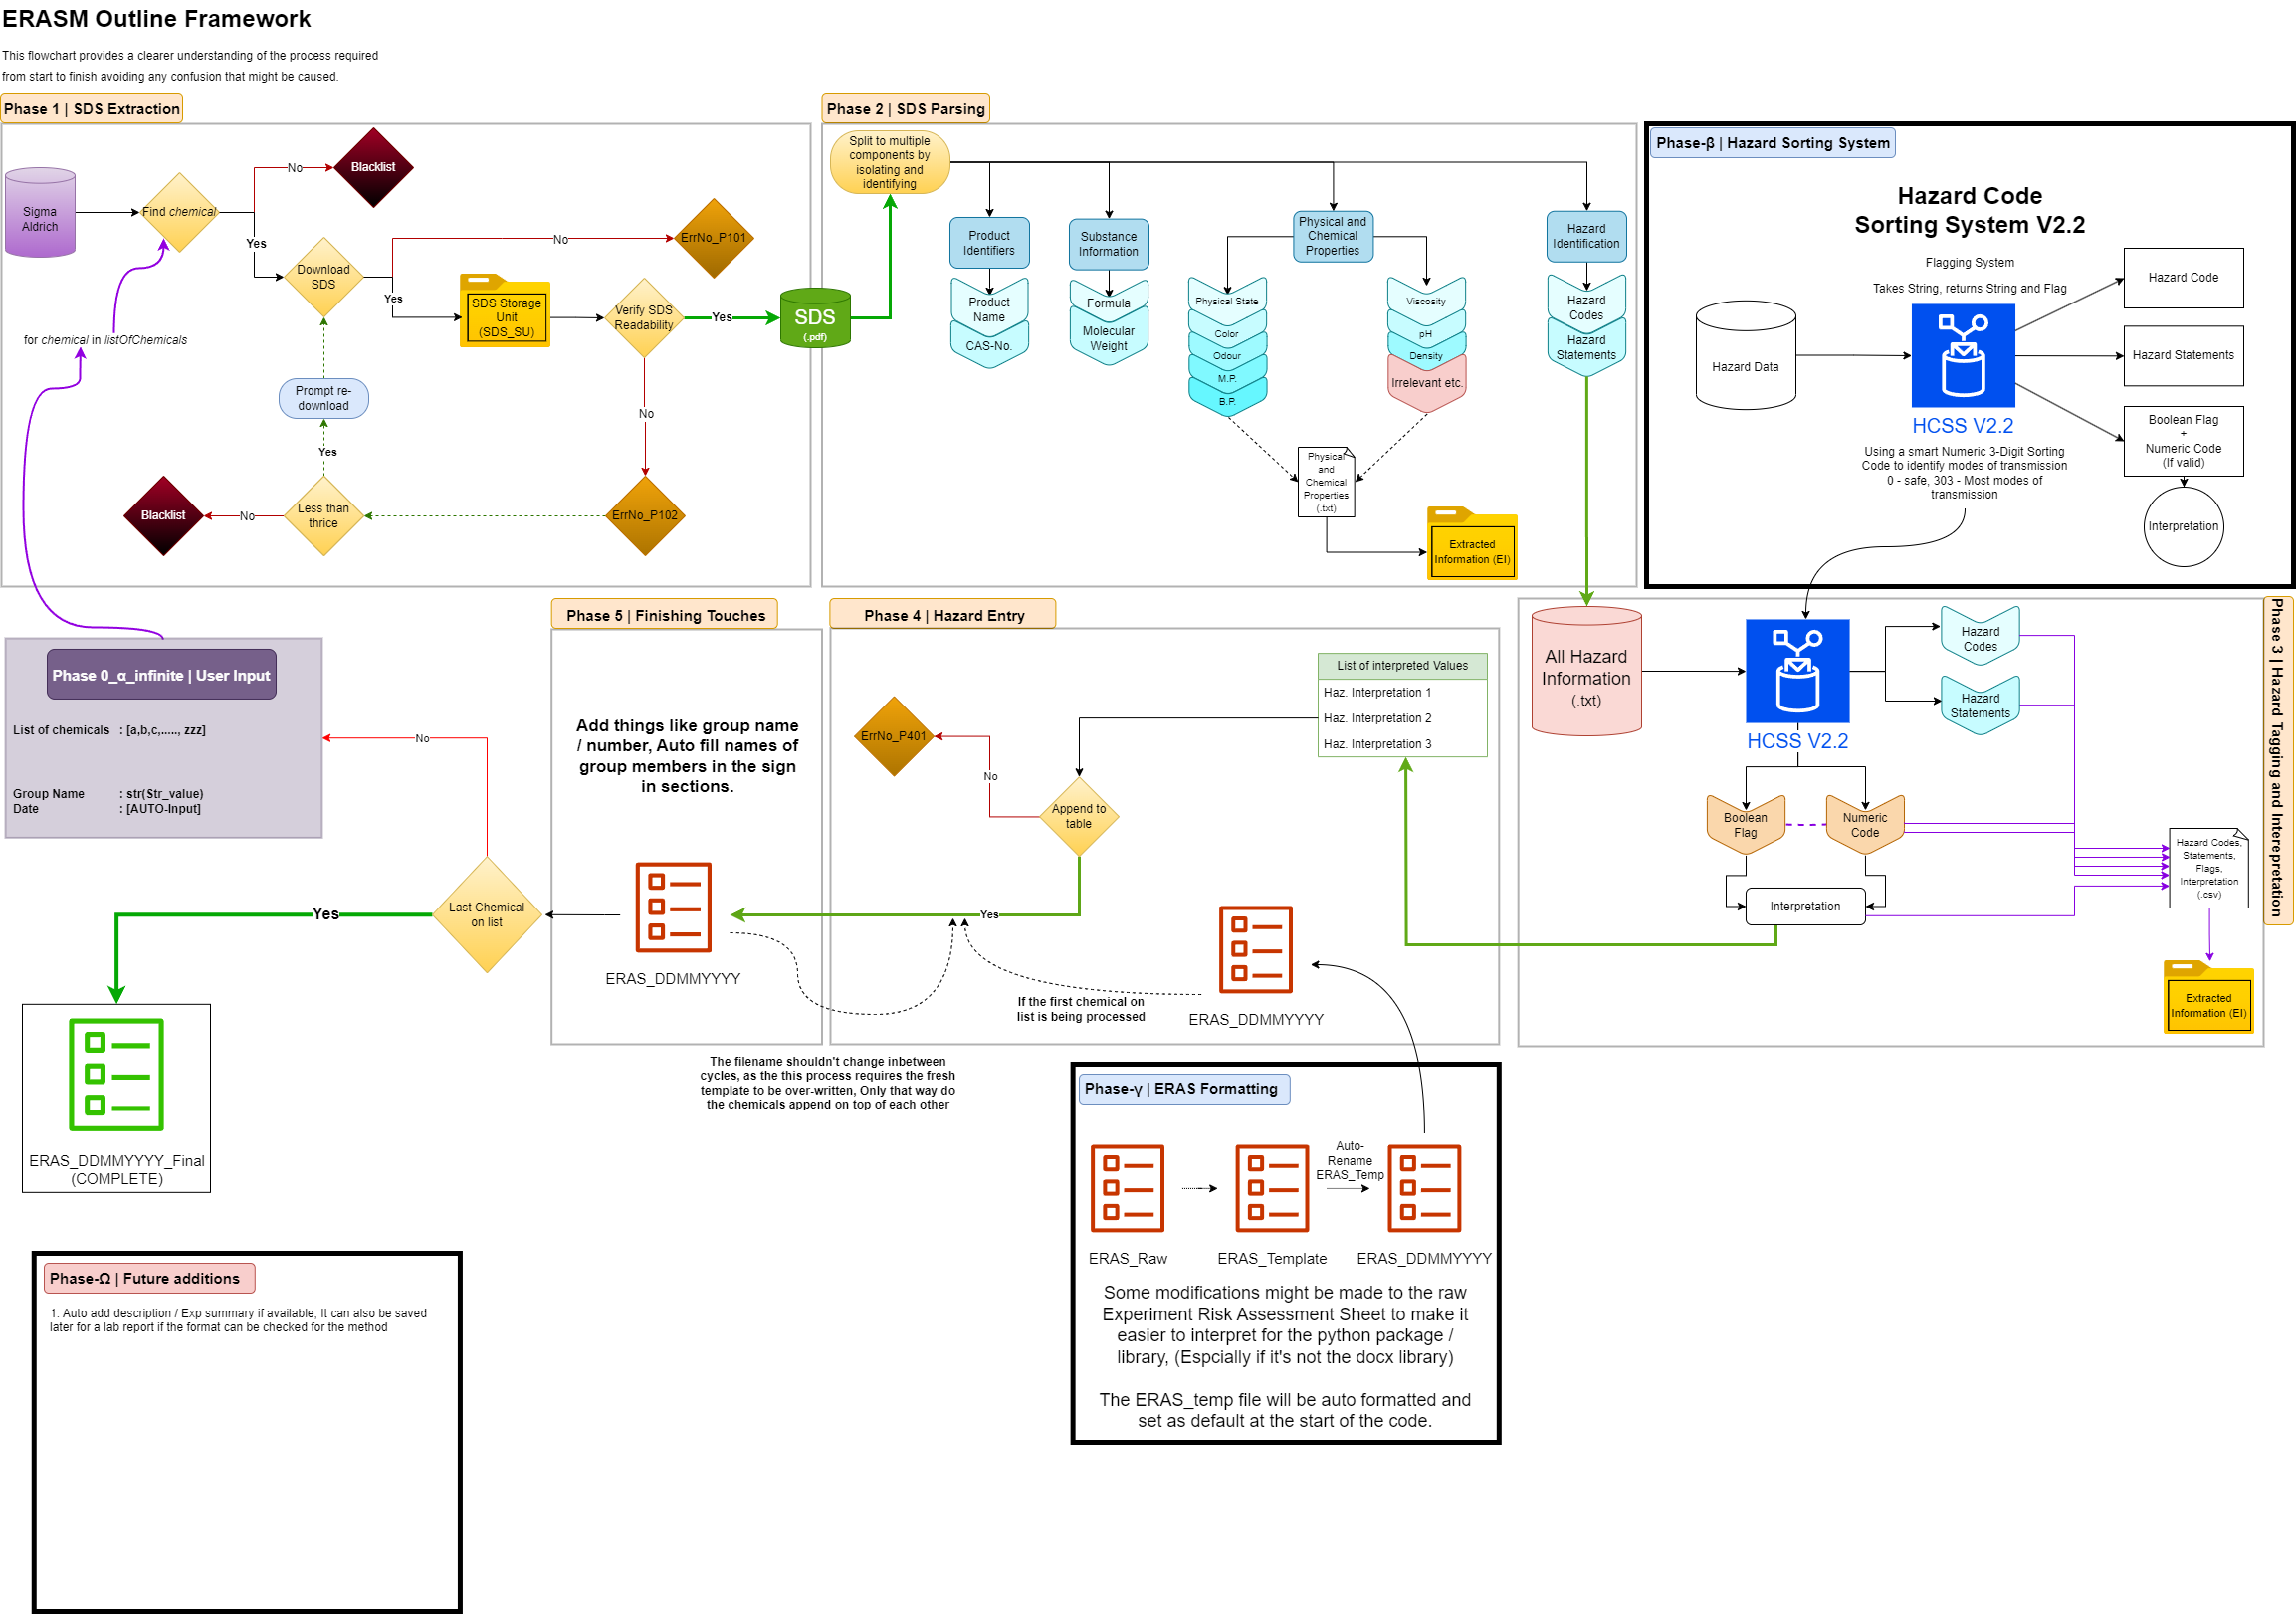 ERASM Outline Framework
This flowchart provides a clearer understanding of the process required
from start to finish avoiding any confusion that might be caused.
Phase 1 | SDS Extraction
Sigma
Aldrich
Find chemical
No
Blacklist
Yes
Download
SDS
No
ErrNo_P101
Yes
SDS Storage
Unit
(SDS_SU)
Verify SDS
Readability
Yes
SDS
(.pdf)
for chemical in listOfChemicals
Prompt re-
download
No
Yes
Blacklist
No
Less than
thrice
ErrNo_P102
Phase 2 | SDS Parsing
Split to multiple
components by
isolating and
identifying
Product
Identifiers
Product
Name
CAS-No.
Substance
Information
Formula
Molecular
Weight
Physical and
Chemical
Properties
Physical State
Color
Odour
M.P.
B.P.
Viscosity
pH
Density
Irrelevant etc.
Physical
and
Chemical
Properties
(.txt)
Extracted
Information (EI)
Hazard
Identification
Hazard
Codes
Hazard
Statements
Phase-β | Hazard Sorting System
Hazard Code
Sorting System V2.2
Flagging System
Takes String, returns String and Flag
Hazard Data
HCSS V2.2
Using a smart Numeric 3-Digit Sorting
Code to identify modes of transmission
0 - safe, 303 - Most modes of
transmission
Hazard Code
Hazard Statements
Boolean Flag
+
Numeric Code
(If valid)
Interpretation
Phase 3 | Hazard Tagging and Interepretation
All Hazard
Information
(.txt)
HCSS V2.2
Hazard
Codes
Hazard
Statements
Boolean
Flag
Numeric
Code
Interpretation
Hazard Codes,
Statements,
Flags,
Interpretation
(.csv)
Extracted
Information (EI)
Phase 4 | Hazard Entry
List of interpreted Values
Haz. Interpretation 1
Haz. Interpretation 2
Haz. Interpretation 3
ErrNo_P401
No
Append to
table
Yes
If the first chemical on
list is being processed
ERAS_DDMMYYYY
Phase 5 | Finishing Touches
Add things like group name
/ number, Auto fill names of
group members in the sign
in sections.
ERAS_DDMMYYYY
The filename shouldn't change inbetween
cycles, as the this process requires the fresh
template to be over-written, Only that way do
the chemicals append on top of each other
Phase 0_α_infinite | User Input
List of chemicals : [a,b,c,....., zzz]
Group Name : str(Str_value)
Date : [AUTO-Input]
No
Last Chemical
on list
Yes
ERAS_DDMMYYYY_Final
(COMPLETE)
Phase-γ | ERAS Formatting
Auto-
Rename
ERAS_Temp
ERAS_Raw
ERAS_Template
ERAS_DDMMYYYY
Some modifications might be made to the raw
Experiment Risk Assessment Sheet to make it
easier to interpret for the python package /
library, (Espcially if it's not the docx library)
The ERAS_temp file will be auto formatted and
set as default at the start of the code.
Phase-Ω | Future additions
1. Auto add description / Exp summary if available, It can also be saved
later for a lab report if the format can be checked for the method